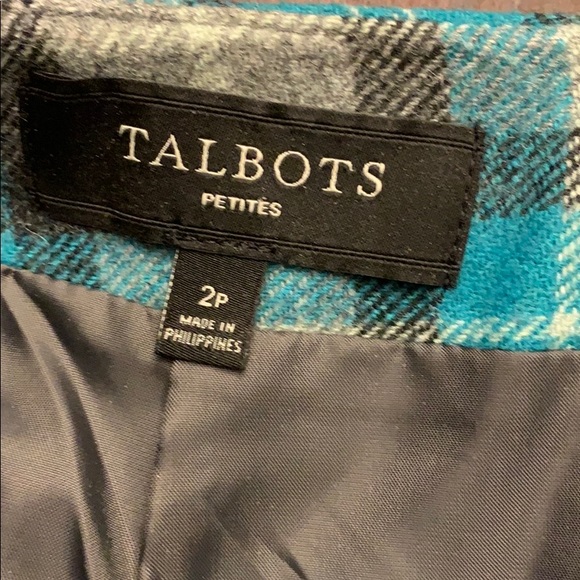 TALBOTS
PETITES
2P
MADE IN
PHILIPPINES